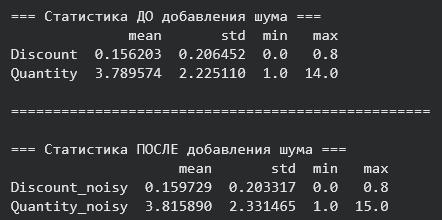 === Статистика ДО добавления шума ===
mean std min max
Discount 0.156203 0.206452 0.0 0.8
Quantity 3.789574 2.225110 1.0 14.0
==================================================
=== Статистика ПОСЛЕ добавления шума ===
mean std min max
Discount_noisy 0.159729 0.203317 0.0 0.8
Quantity_noisy 3.815890 2.331465 1.0 15.0